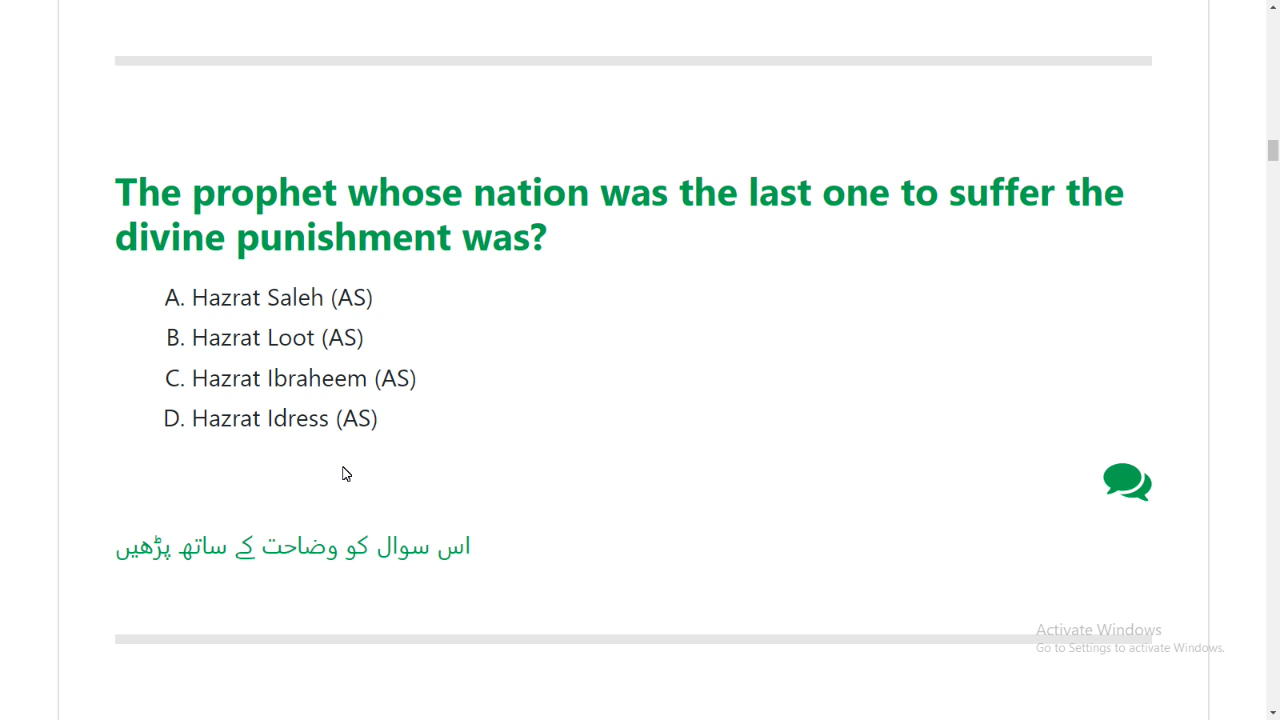 The prophet whose nation was the last one to suffer the
divine punishment was?
A. Hazrat Saleh (AS)
B. Hazrat Loot (AS)
C. Hazrat Ibraheem (AS)
D. Hazrat Idress (AS)
اس سوال کو وضاحت کے ساتھ پڑھیں
Activate Windows
Go to Settings to activate Windows.